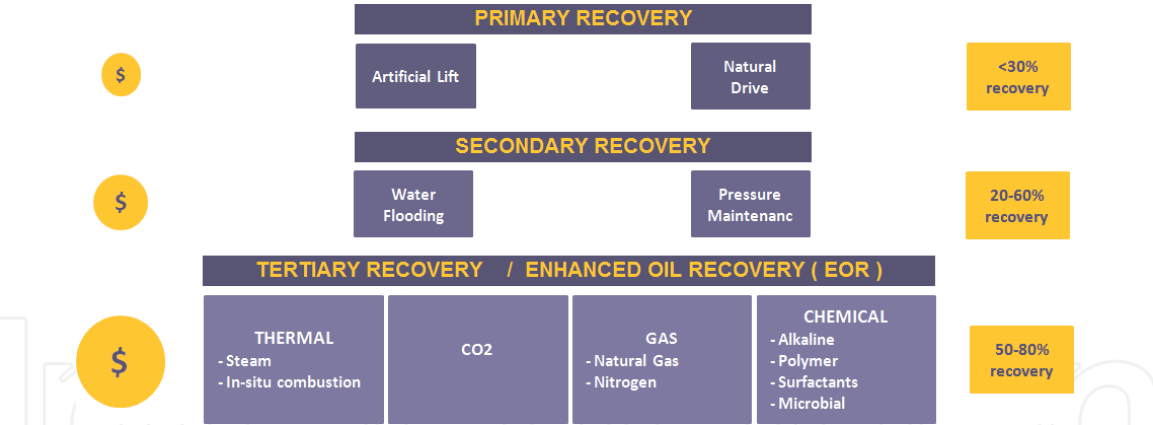 PRIMARY RECOVERY
$
Artificial Lift
Natural
Drive
<30%
recovery
SECONDARY RECOVERY
$
Water
Flooding
Pressure
Maintenanc
20-60%
recovery
TERTIARY RECOVERY / ENHANCED OIL RECOVERY ( EOR )
$
THERMAL
- Steam
- In-situ combustion
CO2
GAS
- Natural Gas
- Nitrogen
CHEMICAL
- Alkaline
- Polymer
- Surfactants
- Microbial
50-80%
recovery